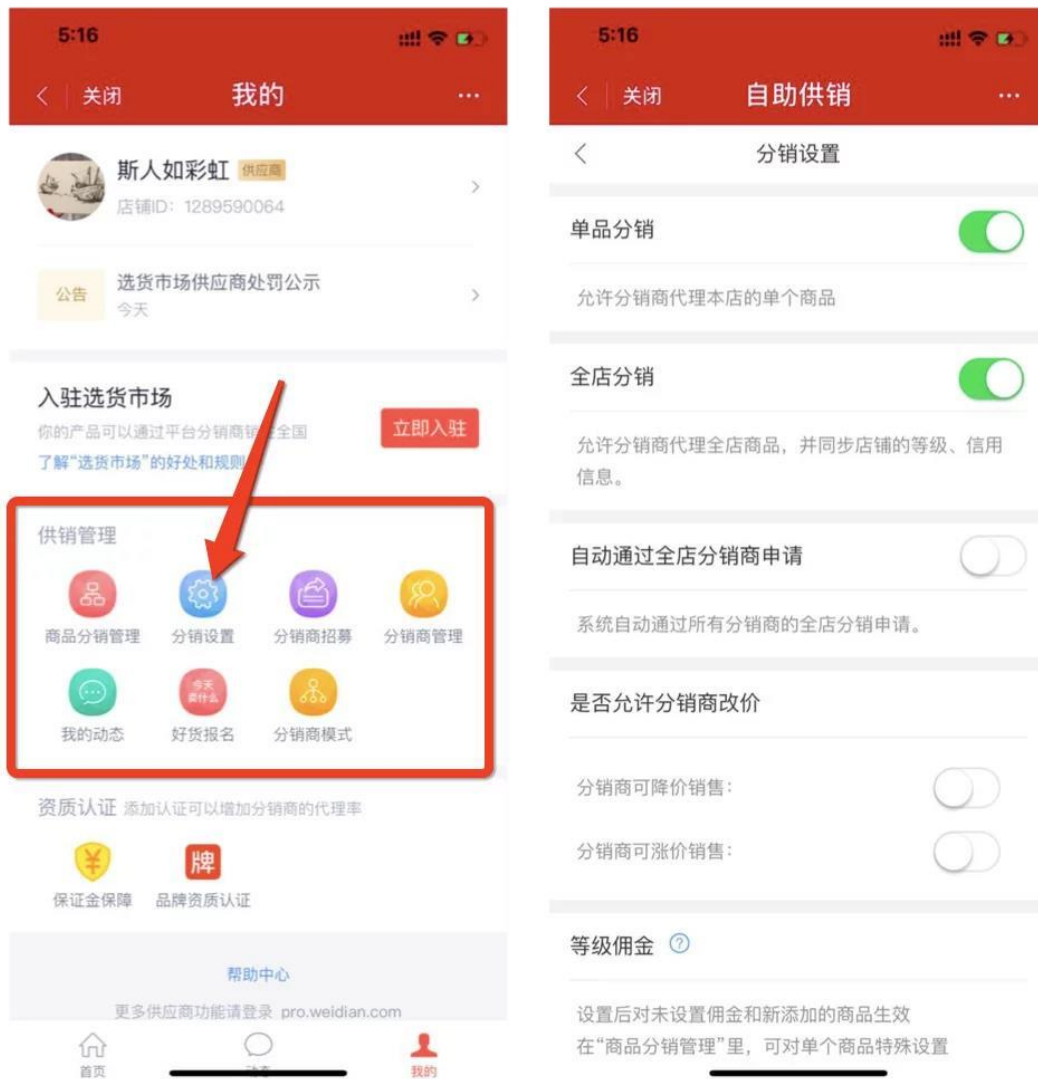 5:16
关闭
我的
斯人如彩虹 供应商
店铺ID: 1289590064
公告
选货市场供应商处罚公示
今天
入驻选货市场
你的产品可以通过平台分销商销 全国
立即入驻
了解“选货市场”的好处和规则
供销管理
商品分销管理
分销设置
分销商招募
分销商管理
今天
卖什么
我的动态
好货报名
分销商模式
资质认证 添加认证可以增加分销商的代理率
牌
保证金保障
品牌资质认证
帮助中心
更多供应商功能请登录 pro.weidian.com
首页
动态
我的
5:16
关闭
自助供销
分销设置
单品分销
允许分销商代理本店的单个商品
全店分销
允许分销商代理全店商品，并同步店铺的等级、信用
信息。
自动通过全店分销商申请
系统自动通过所有分销商的全店分销申请。
是否允许分销商改价
分销商可降价销售：
分销商可涨价销售：
等级佣金
设置后对未设置佣金和新添加的商品生效
在“商品分销管理”里，可对单个商品特殊设置